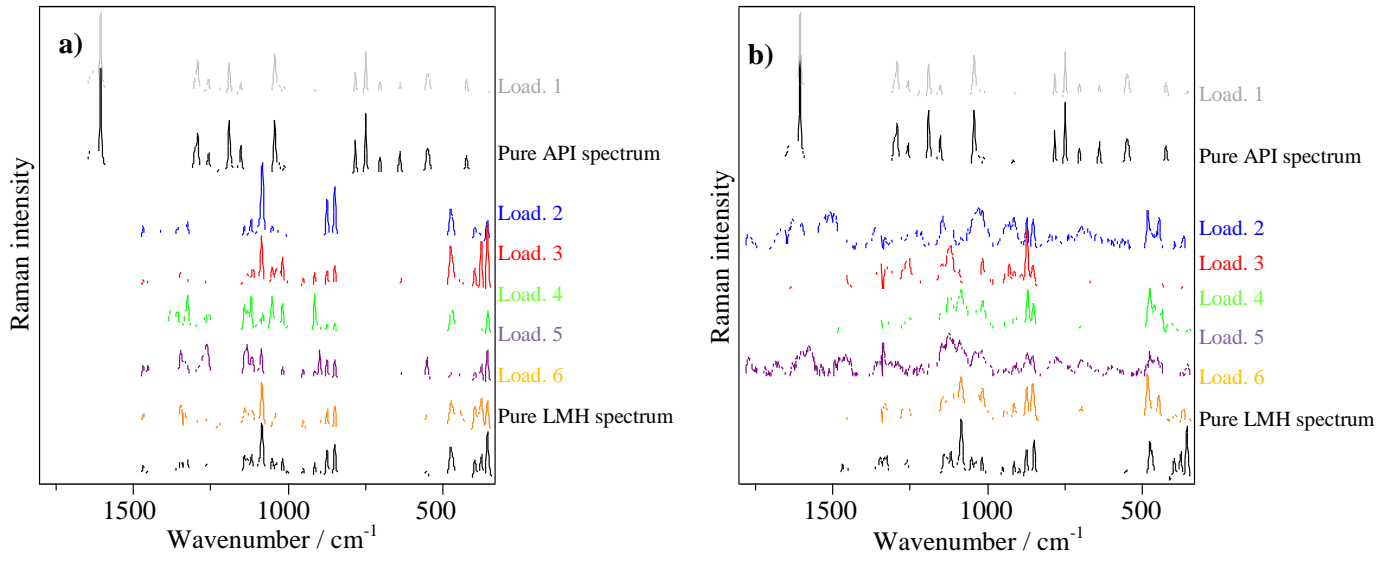 a)
Load. 1
Pure API spectrum
Load. 2
Load. 3
Load. 4
Load. 5
Load. 6
Pure LMH spectrum
Raman intensity
1500 1000 500
Wavenumber / cm-1
b)
Load. 1
Pure API spectrum
Load. 2
Load. 3
Load. 4
Load. 5
Load. 6
Pure LMH spectrum
Raman intensity
1500 1000 500
Wavenumber / cm-1